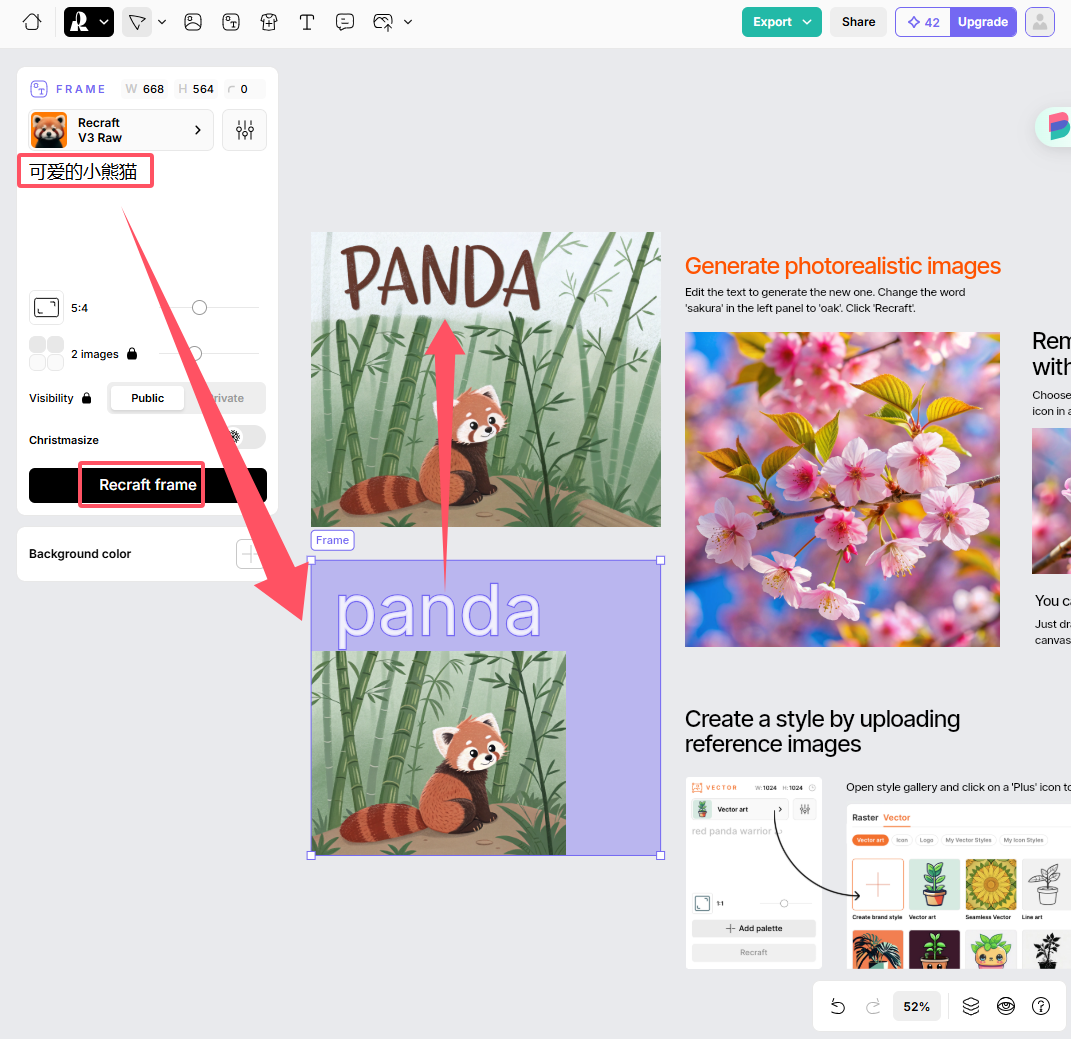 Export
Share
42
Upgrade
FRAME
W 668
H 564
0
Recraft
V3 Raw
可爱的小熊猫
5:4
2 images
Visibility
Public
rivate
Christmasize
Recraft frame
Background color
PANDA
Frame
panda
Generate photorealistic images
Edit the text to generate the new one. Change the word
'sakura' in the left panel to 'oak'. Click 'Recraft'.
Rem
with
Choose
icon in a
You ca
Just dra
canvas
Create a style by uploading
reference images
VECTOR
W: 1024
H: 1024
Vector art
red panda warrior
1:1
Add palette
Recraft
Open style gallery and click on a 'Plus' icon to
Raster
Vector
Vector art
Icon
Logo
My Vector Styles
My Icon Styles
Create brand style
Vector art
Seamless Vector
Line art
52%